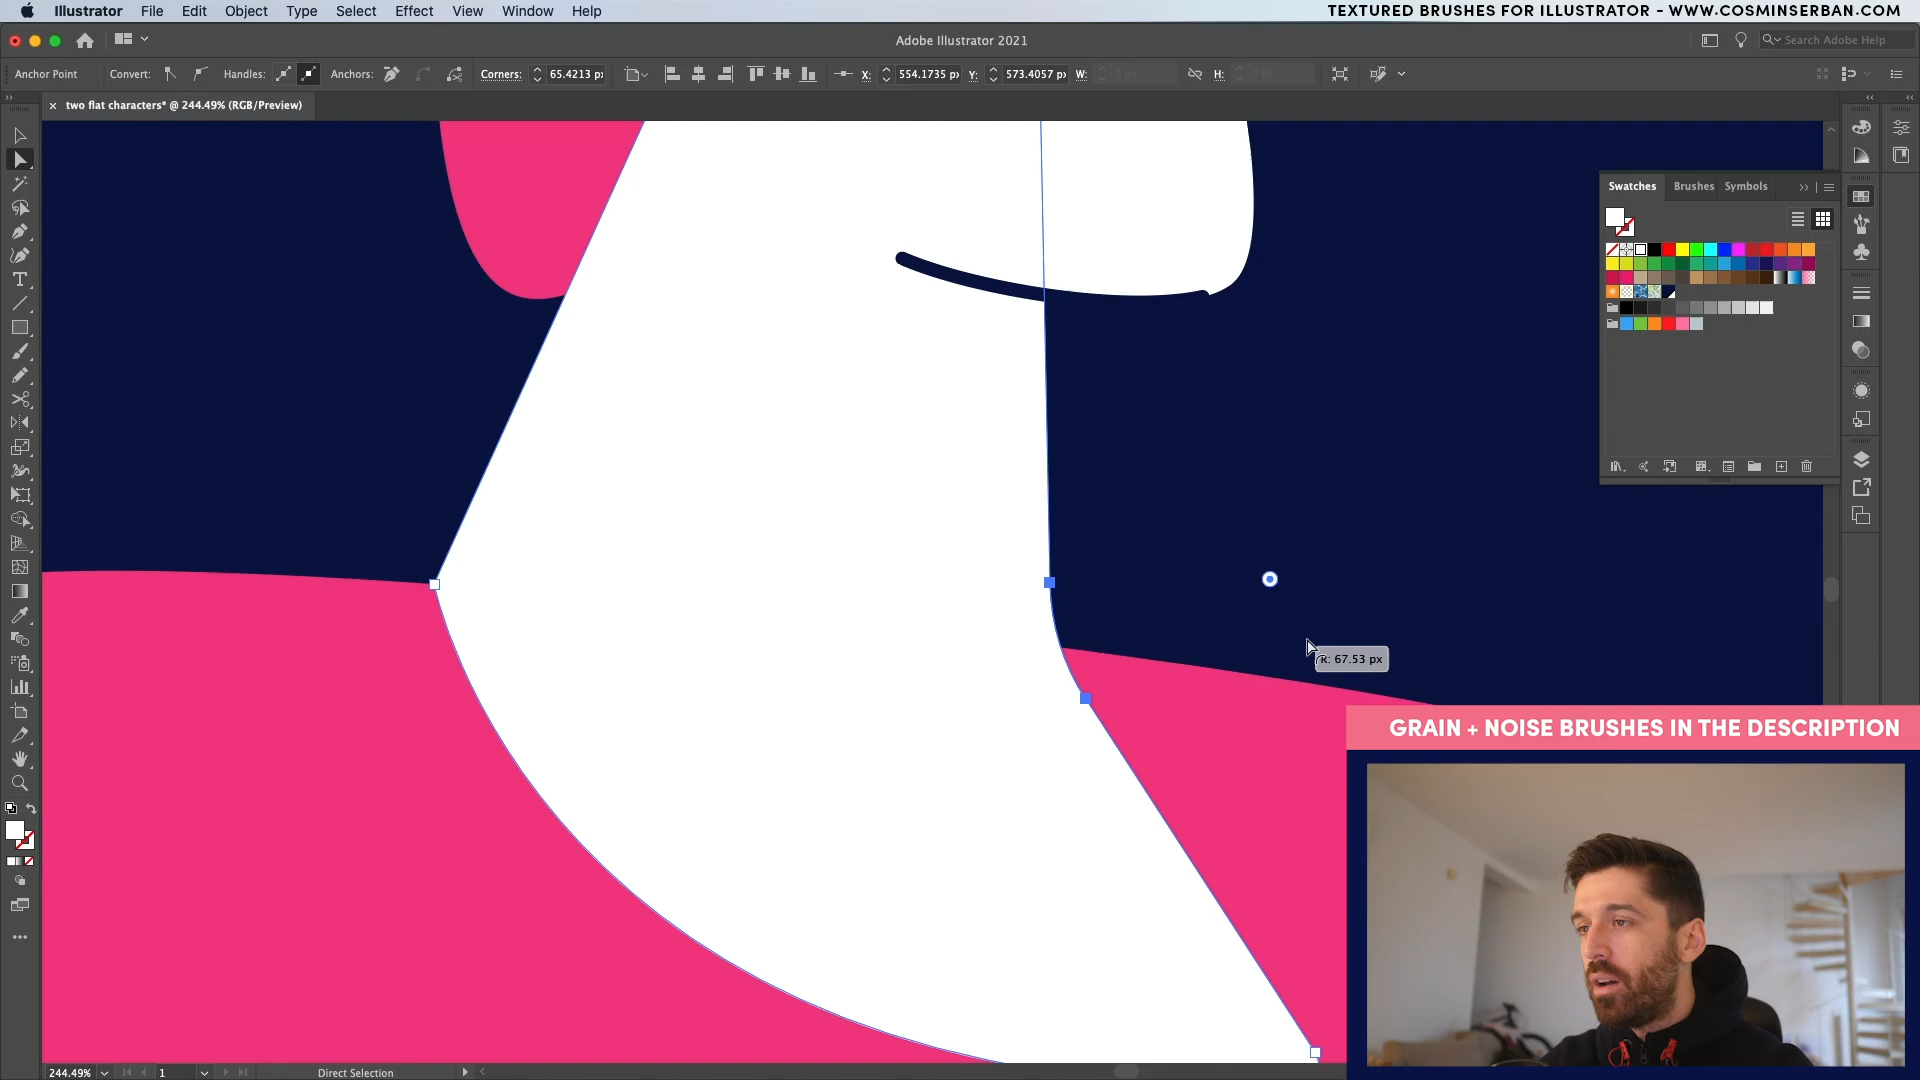 Illustrator File Edit Object Type Select Effect View Window Help
TEXTURED BRUSHES FOR ILLUSTRATOR - WWW.COSMINSERBAN.COM
Adobe Illustrator 2021
Search Adobe Help
Anchor Point Convert: Handles: Anchors: Corners: 65.4213 px X: 554.1735 px Y: 573.4057 px W: H:
× two flat characters* @ 244.49% (RGB/Preview)
Swatches Brushes Symbols
R: 67.53 px
GRAIN + NOISE BRUSHES IN THE DESCRIPTION
244.49% 1 Direct Selection